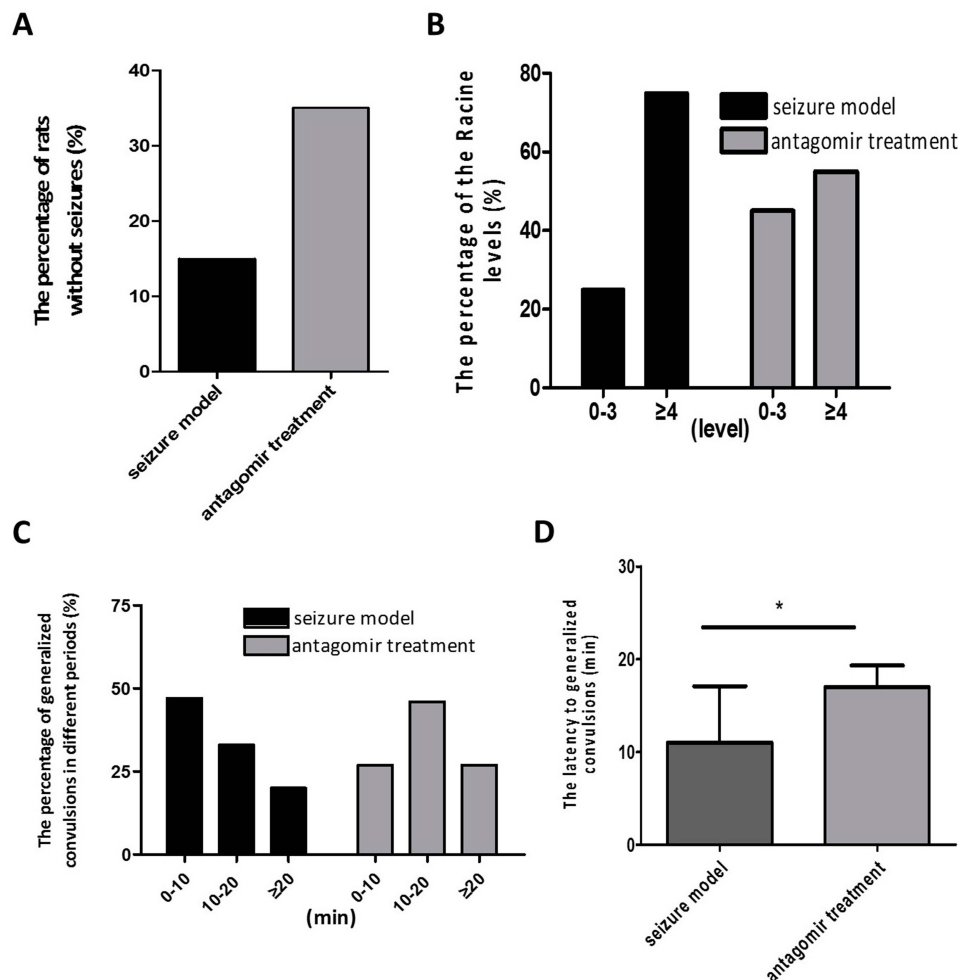 A
The percentage of rats
without seizures (%)
40
30
20
10
0
seizure model
antagomir treatment
B
The percentage of the Racine
levels (%)
80
60
40
20
0
seizure model
antagomir treatment
0-3
≥4
0-3
≥4
(level)
C
The percentage of generalized
convulsions in different periods (%)
75
50
25
0
seizure model
antagomir treatment
0-10
10-20
≥20
0-10
10-20
≥20
(min)
D
The latency to generalized
convulsions (min)
30
20
10
0
*
seizure model
antagomir treatment